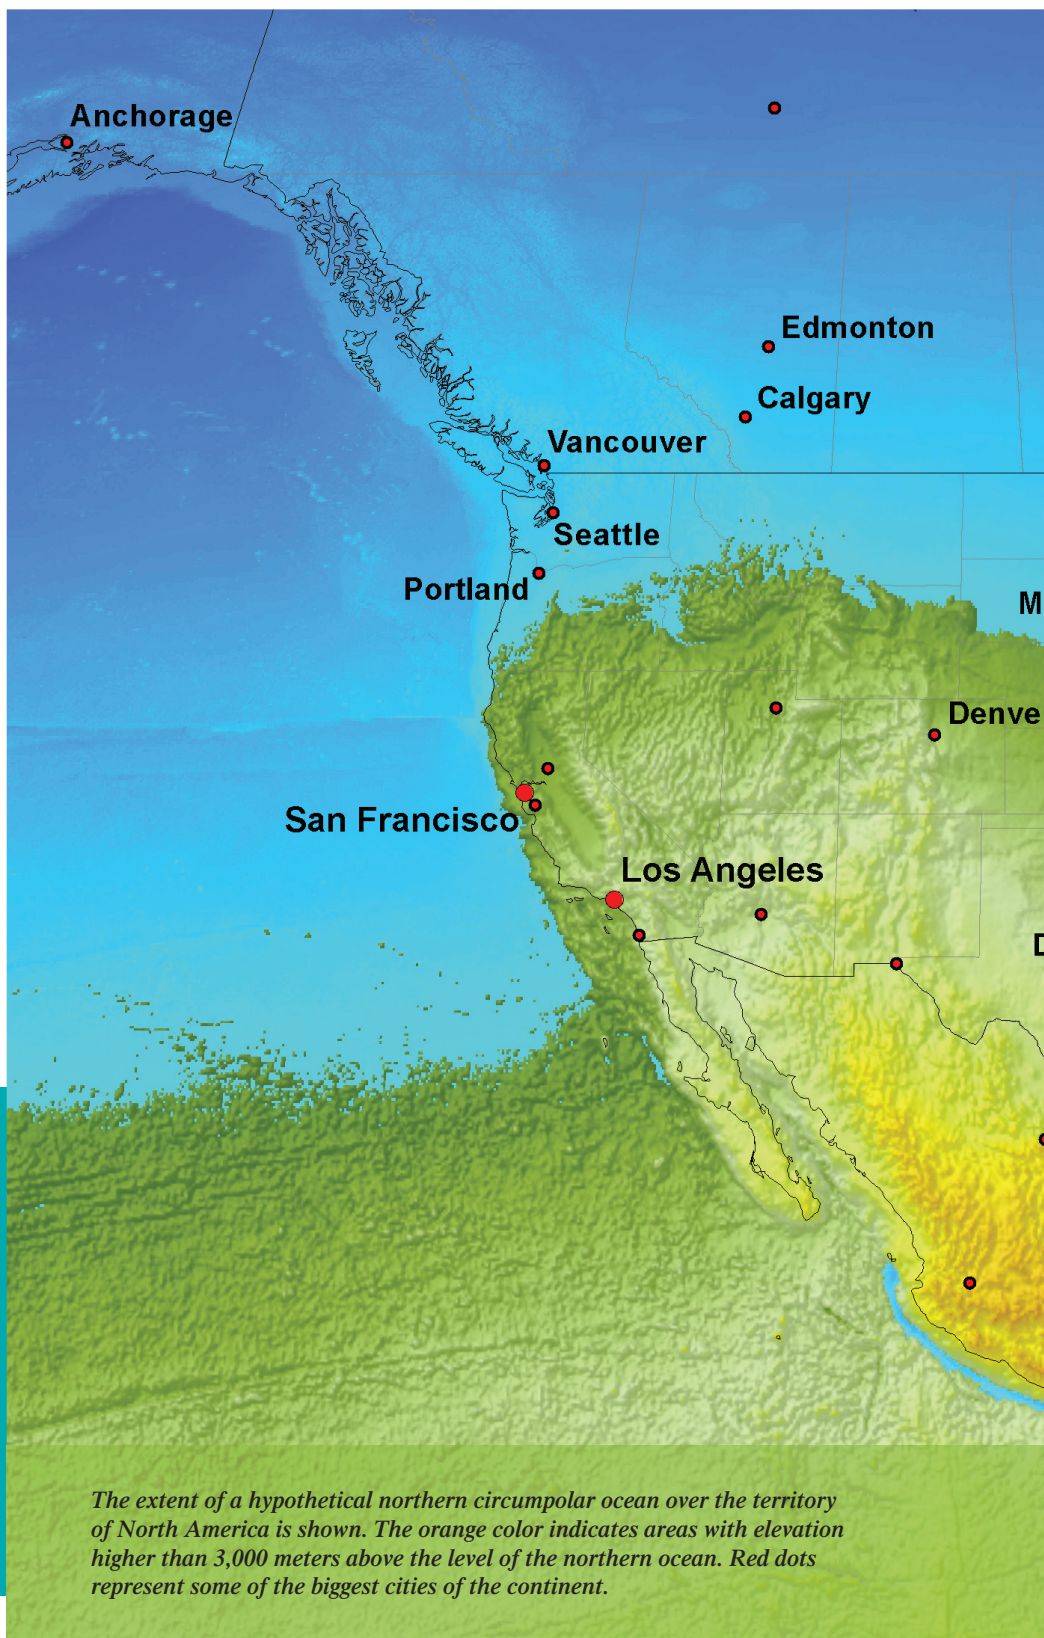 Anchorage
Edmonton
Calgary
Vancouver
Seattle
Portland
M
Denve
San Francisco
Los Angeles
D
The extent of a hypothetical northern circumpolar ocean over the territory
of North America is shown. The orange color indicates areas with elevation
higher than 3,000 meters above the level of the northern ocean. Red dots
represent some of the biggest cities of the continent.